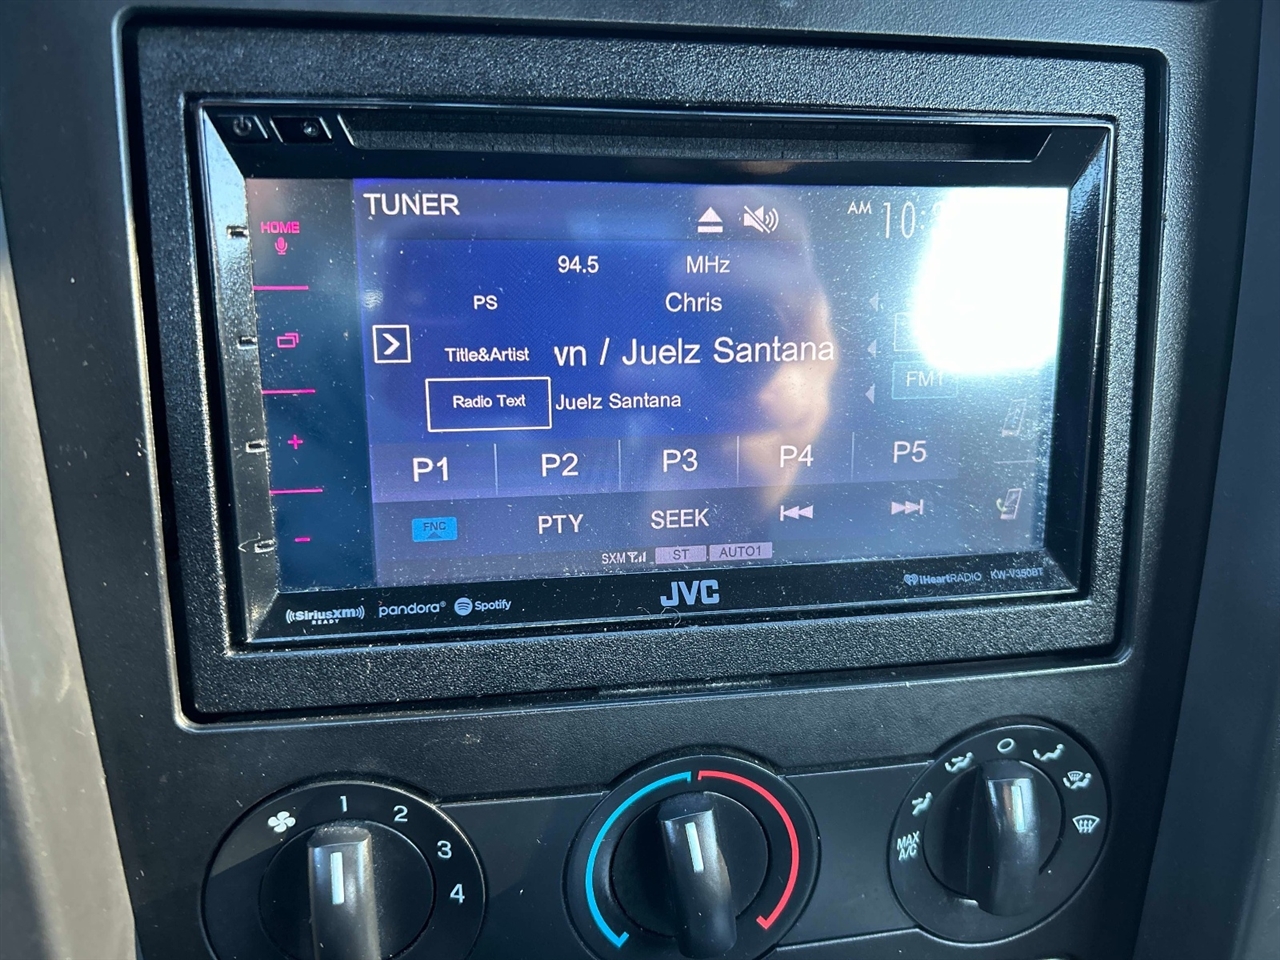 TUNER
AM 10
HOME
94.5 MHz
PS Chris
Title&Artist vn / Juelz Santana
Radio Text Juelz Santana
P1 P2 P3 P4 P5
FNC PTY SEEK
SXM ST AUTO1
+
-
((SiriusXM)) READY pandora® Spotify JVC iHeartRADIO KW-V350BT
1 2 3 4
MAX A/C